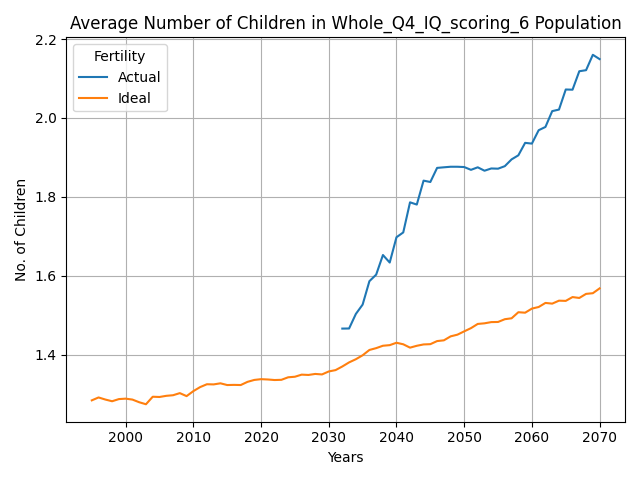 Average Number of Children in Whole_Q4_IQ_scoring_6 Population
Fertility
Actual
Ideal
No. of Children
2.2
2.0
1.8
1.6
1.4
2000 2010 2020 2030 2040 2050 2060 2070
Years